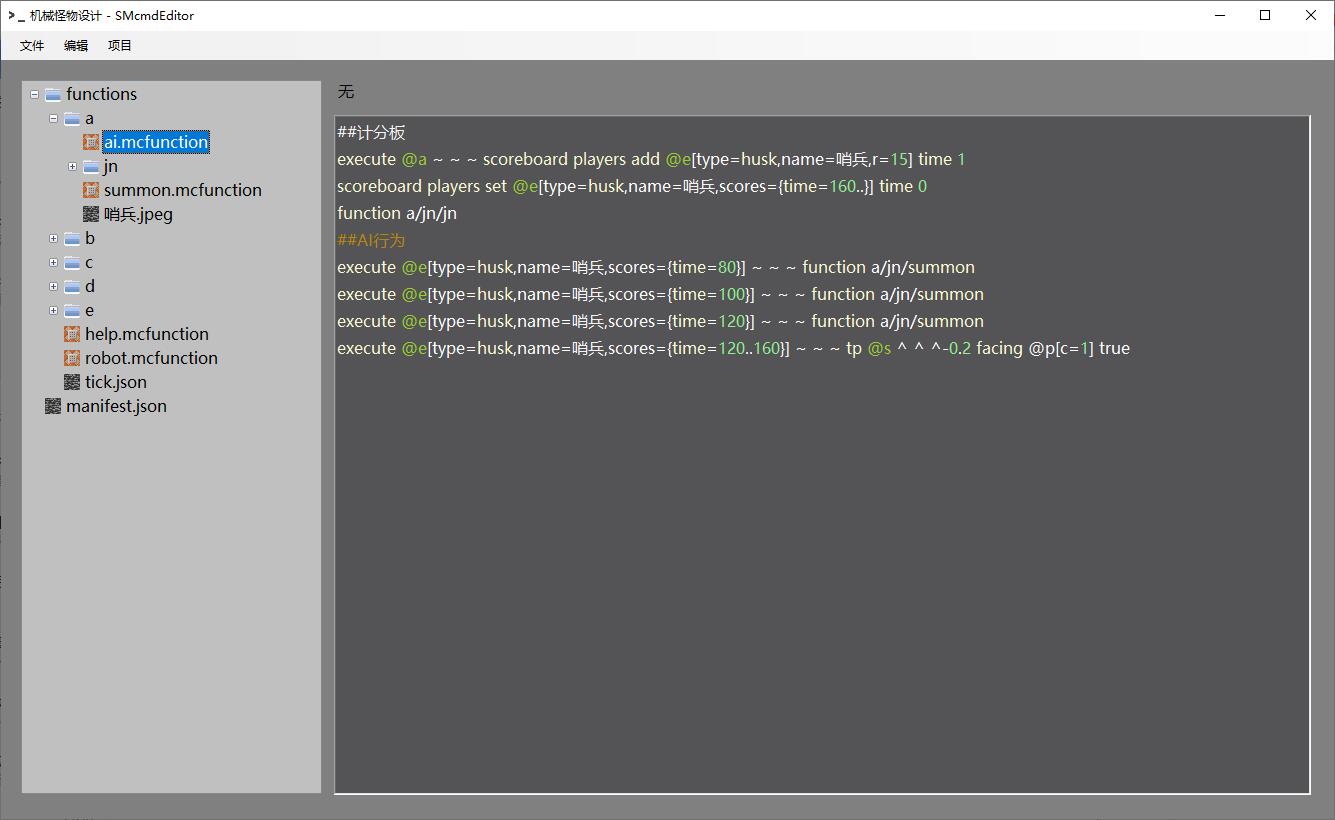 机械怪物设计 - SMcmdEditor
文件 编辑 项目
functions
a
ai.mcfunction
jn
summon.mcfunction
哨兵.jpeg
b
c
d
e
help.mcfunction
robot.mcfunction
tick.json
manifest.json
无
##计分板
execute @a ~ ~ ~ scoreboard players add @e[type=husk,name=哨兵,r=15] time 1
scoreboard players set @e[type=husk,name=哨兵,scores={time=160..}] time 0
function a/jn/jn
##AI行为
execute @e[type=husk,name=哨兵,scores={time=80}] ~ ~ ~ function a/jn/summon
execute @e[type=husk,name=哨兵,scores={time=100}] ~ ~ ~ function a/jn/summon
execute @e[type=husk,name=哨兵,scores={time=120}] ~ ~ ~ function a/jn/summon
execute @e[type=husk,name=哨兵,scores={time=120..160}] ~ ~ ~ tp @s ^ ^ ^-0.2 facing @p[c=1] true